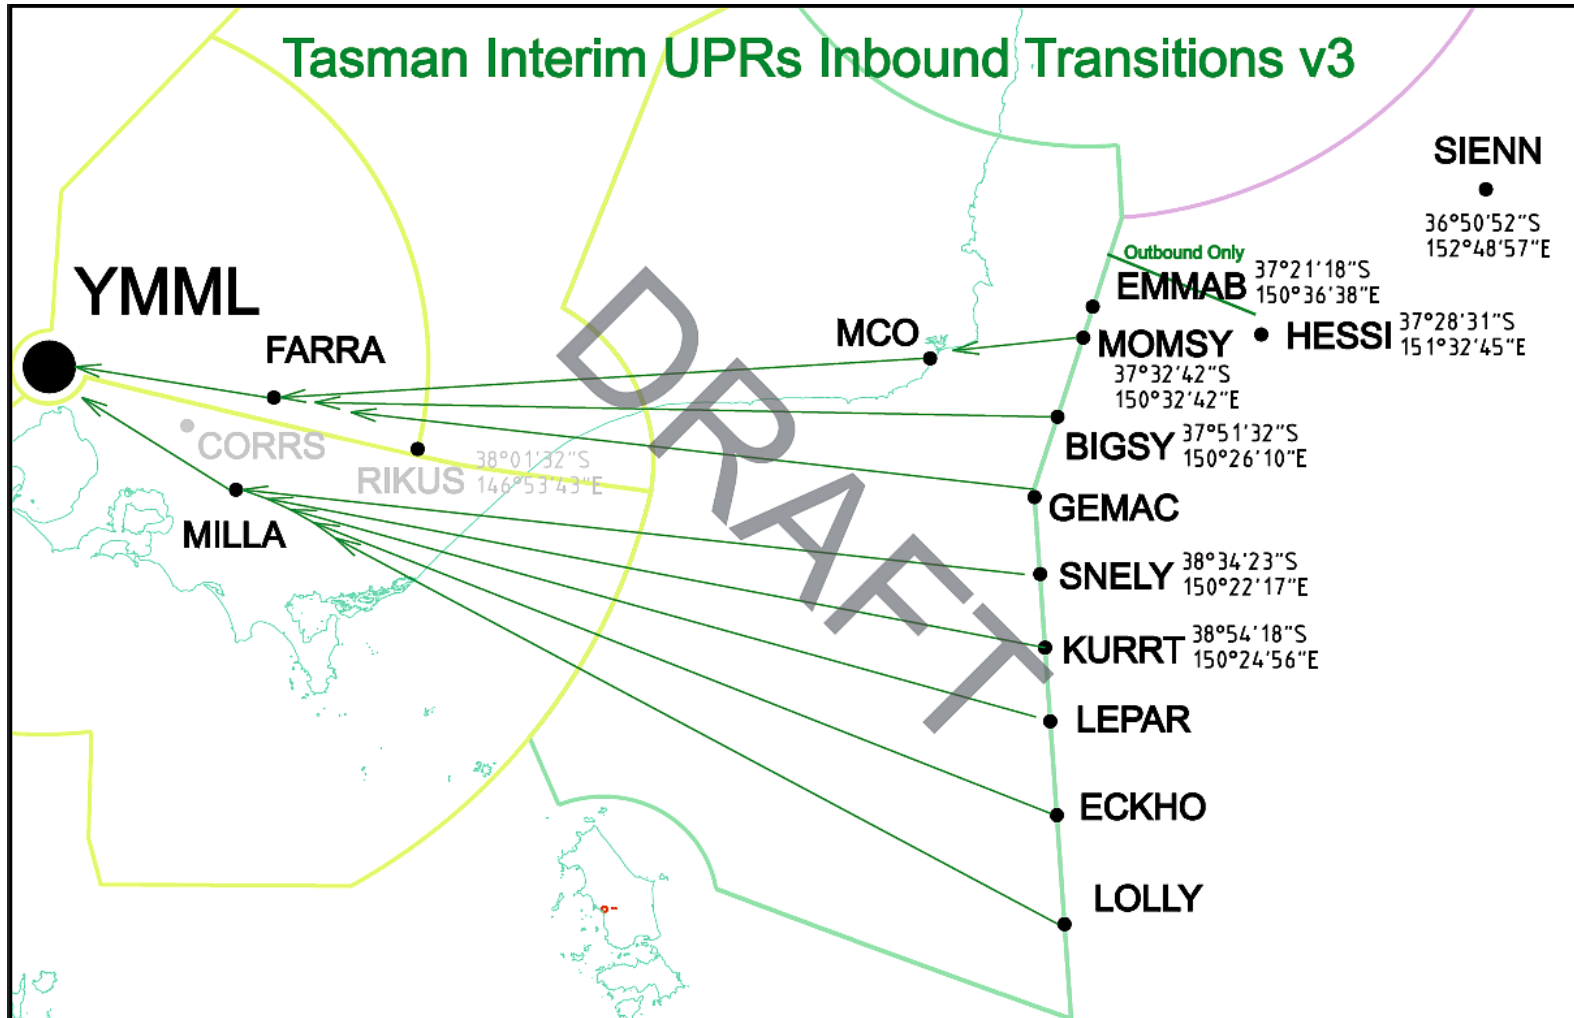 Tasman Interim UPRs Inbound Transitions v3
SIENN
36°50'52"S
152°48'57"E
Outbound Only
EMMAB
37°21'18"S
150°36'38"E
YMML
HESSI
37°28'31"S
151°32'45"E
MCO
FARRA
MOMSY
37°32'42"S
150°32'42"E
CORRS
BIGSY
37°51'32"S
150°26'10"E
RIKUS
38°01'32"S
146°53'43"E
DRAFT
GEMAC
MILLA
SNELY
38°34'23"S
150°22'17"E
KURRT
38°54'18"S
150°24'56"E
LEPAR
ECKHO
LOLLY